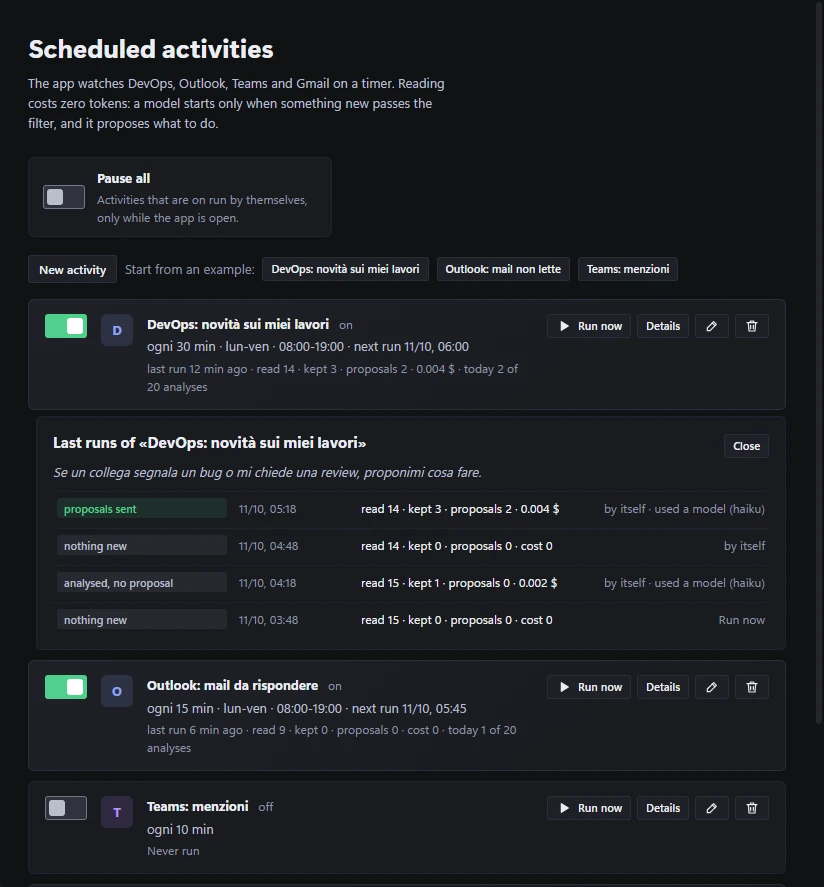 Scheduled activities
The app watches DevOps, Outlook, Teams and Gmail on a timer. Reading
costs zero tokens: a model starts only when something new passes the
filter, and it proposes what to do.
Pause all
Activities that are on run by themselves,
only while the app is open.
New activity Start from an example: DevOps: novità sui miei lavori Outlook: mail non lette Teams: menzioni
D DevOps: novità sui miei lavori on Run now Details
ogni 30 min · lun-ven · 08:00-19:00 · next run 11/10, 06:00
last run 12 min ago · read 14 · kept 3 · proposals 2 · 0.004 $ · today 2 of
20 analyses
Last runs of «DevOps: novità sui miei lavori» Close
Se un collega segnala un bug o mi chiede una review, proponimi cosa fare.
proposals sent 11/10, 05:18 read 14 · kept 3 · proposals 2 · 0.004 $ by itself · used a model (haiku)
nothing new 11/10, 04:48 read 14 · kept 0 · proposals 0 · cost 0 by itself
analysed, no proposal 11/10, 04:18 read 15 · kept 1 · proposals 0 · 0.002 $ by itself · used a model (haiku)
nothing new 11/10, 03:48 read 15 · kept 0 · proposals 0 · cost 0 Run now
O Outlook: mail da rispondere on Run now Details
ogni 15 min · lun-ven · 08:00-19:00 · next run 11/10, 05:45
last run 6 min ago · read 9 · kept 0 · proposals 0 · cost 0 · today 1 of 20
analyses
T Teams: menzioni off Run now Details
ogni 10 min
Never run